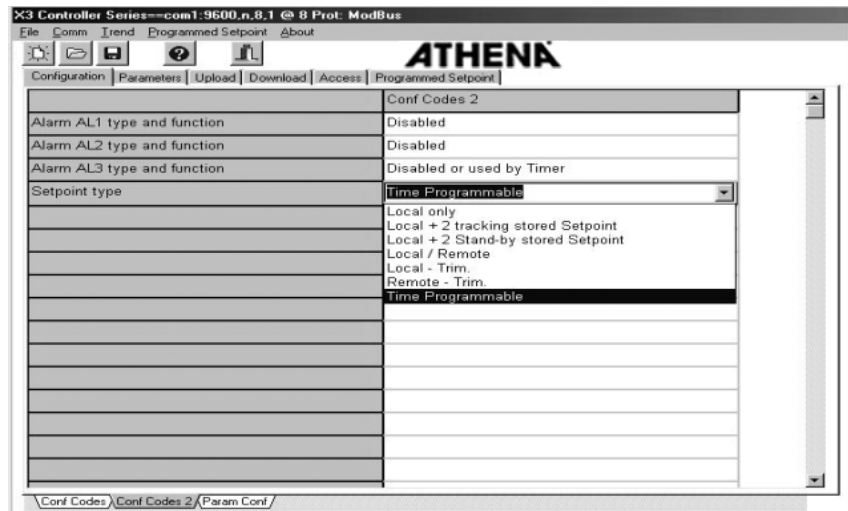 X3 Controller Series==com1:9600,n,8,1 @ 8 Prot: ModBus
File Comm Trend Programmed Setpoint About
ATHENA
Configuration Parameters Upload Download Access Programmed Setpoint
Conf Codes 2
Alarm AL1 type and function Disabled
Alarm AL2 type and function Disabled
Alarm AL3 type and function Disabled or used by Timer
Setpoint type Time Programmable
Local only
Local + 2 tracking stored Setpoint
Local + 2 Stand-by stored Setpoint
Local / Remote
Local - Trim.
Remote - Trim.
Time Programmable
Conf Codes Conf Codes 2 Param Conf